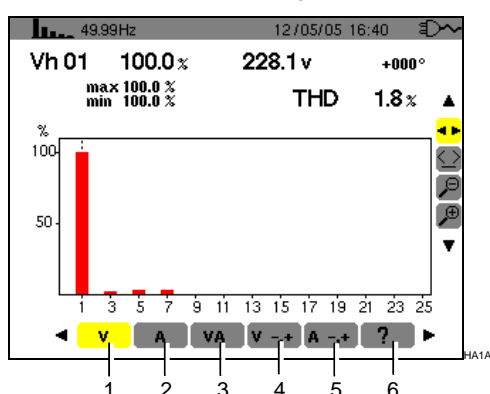 49.99Hz 12/05/05 16:40
Vh 01 100.0 % 228.1 v +000°
max 100.0 %
min 100.0 %
THD 1.8 %
%
100
50
1 3 5 7 9 11 13 15 17 19 21 23 25
V A VA V -.+ A -.+ ?
HA1A
1 2 3 4 5 6